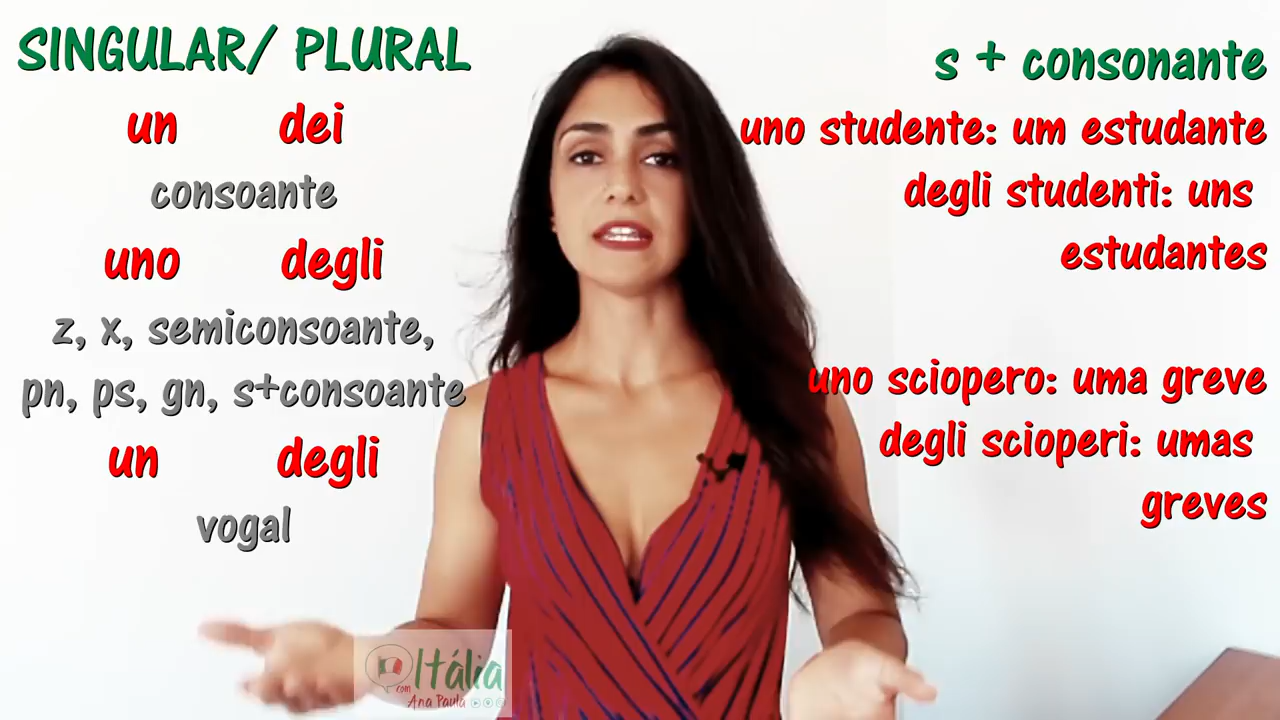 SINGULAR/ PLURAL
un dei
consoante
uno degli
z, x, semiconsoante,
pn, ps, gn, s+consoante
un degli
vogal
s + consonante
uno studente: um estudante
degli studenti: uns
estudantes
uno sciopero: uma greve
degli scioperi: umas
greves
Itália
com
Ana Paula